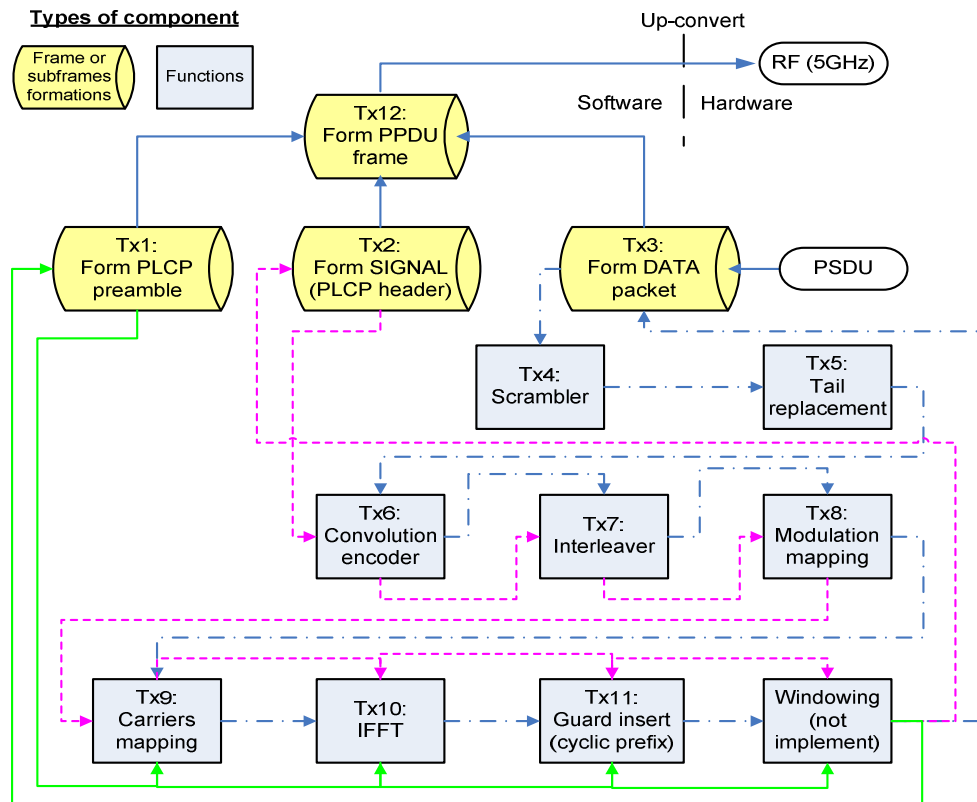 Types of component
Frame or
subframes
formations
Functions
Up-convert
RF (5GHz)
Software
Hardware
Tx12:
Form PPDU
frame
Tx1:
Form PLCP
preamble
Tx2:
Form SIGNAL
(PLCP header)
Tx3:
Form DATA
packet
PSDU
Tx4:
Scrambler
Tx5:
Tail
replacement
Tx6:
Convolution
encoder
Tx7:
Interleaver
Tx8:
Modulation
mapping
Tx9:
Carriers
mapping
Tx10:
IFFT
Tx11:
Guard insert
(cyclic prefix)
Windowing
(not
implement)